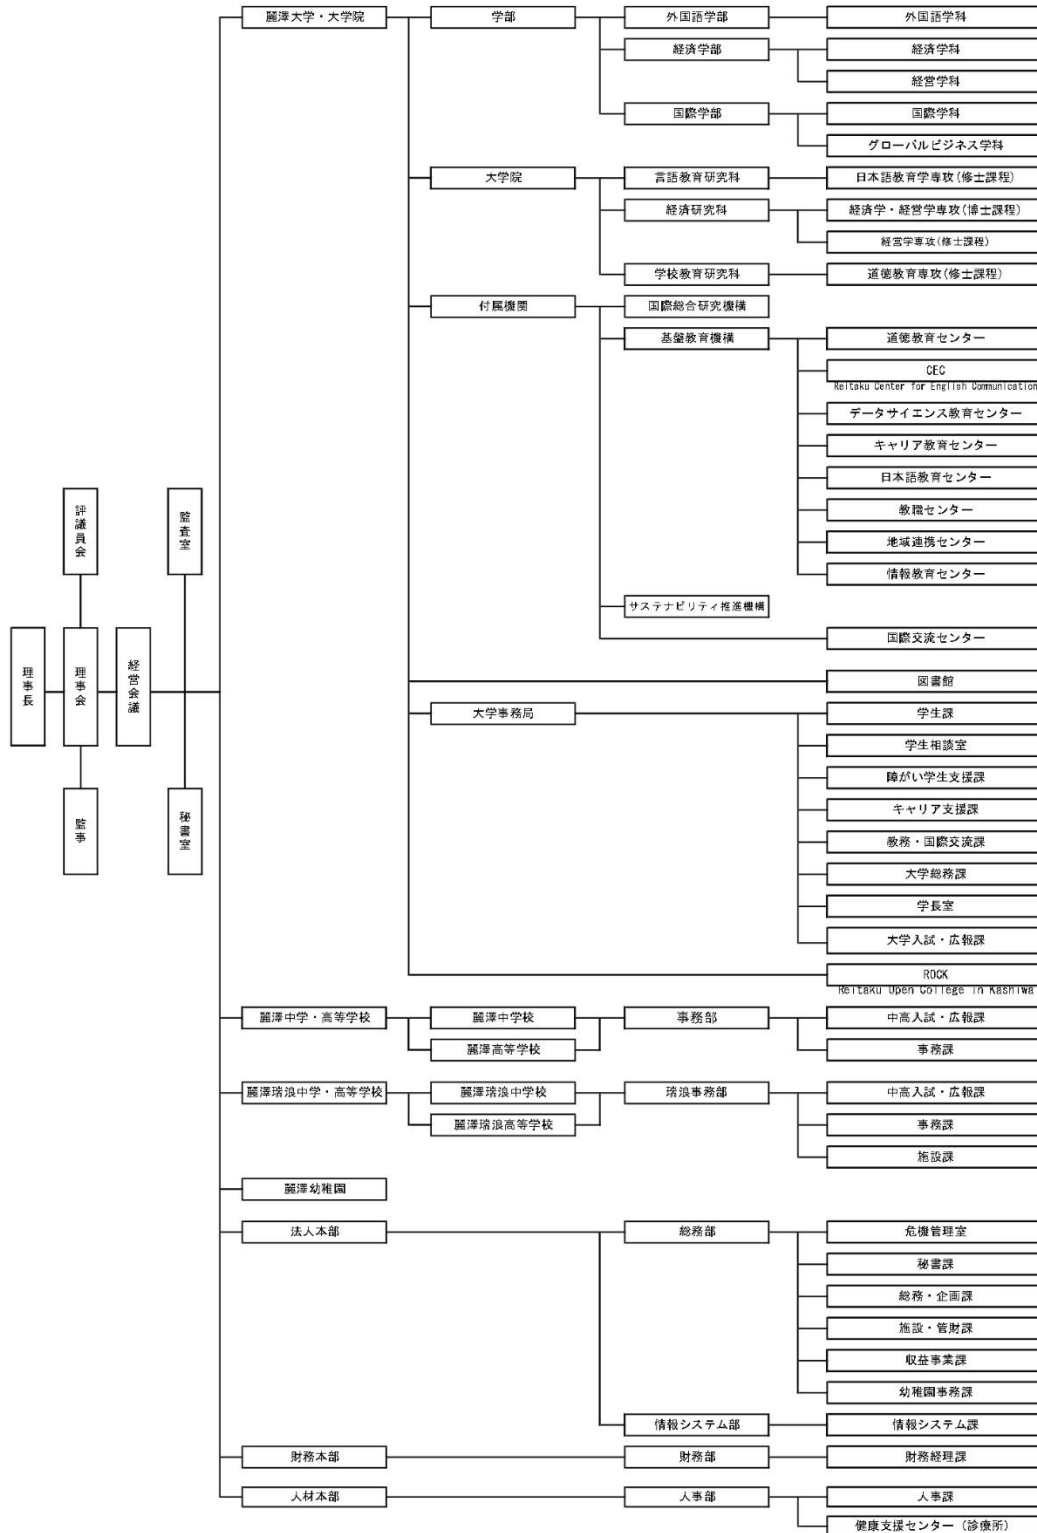 麗澤大学・大学院
学部
外国語学部
外国語学科
経済学部
経済学科
経営学科
国際学部
国際学科
グローバルビジネス学科
大学院
言語教育研究科
日本語教育学専攻(修士課程)
経済研究科
経済学・経営学専攻(博士課程)
経営学専攻(修士課程)
学校教育研究科
道徳教育専攻(修士課程)
付属機関
国際総合研究機構
基盤教育機構
道徳教育センター
CEC
Reitaku Center for English Communication
データサイエンス教育センター
キャリア教育センター
日本語教育センター
教職センター
地域連携センター
情報教育センター
サステナビリティ推進機構
国際交流センター
評議員会
監査室
理事長
理事会
経営会議
監事
秘書室
図書館
大学事務局
学生課
学生相談室
障がい学生支援課
キャリア支援課
教務・国際交流課
大学総務課
学長室
大学入試・広報課
ROCK
Reitaku Open College in Kashiwa
麗澤中学・高等学校
麗澤中学校
事務部
中高入試・広報課
麗澤高等学校
事務課
麗澤瑞浪中学・高等学校
麗澤瑞浪中学校
瑞浪事務部
中高入試・広報課
麗澤瑞浪高等学校
事務課
施設課
麗澤幼稚園
法人本部
総務部
危機管理室
秘書課
総務・企画課
施設・管財課
収益事業課
幼稚園事務課
情報システム部
情報システム課
財務本部
財務部
財務経理課
人材本部
人事部
人事課
健康支援センター（診療所）